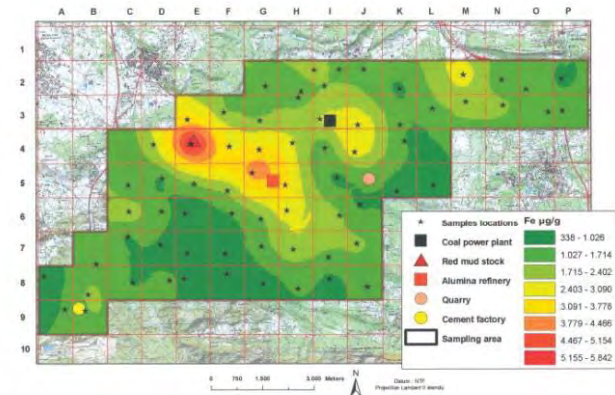 A B C D E F G H I J K L M N O P
1
2
3
4
5
6
7
8
9
10
Samples locations
Coal power plant
Red mud stock
Alumina refinery
Quarry
Cement factory
Sampling area
Fe µg/g
338 - 1.026
1.027 - 1.714
1.715 - 2.402
2.403 - 3.090
3.091 - 3.778
3.779 - 4.466
4.467 - 5.154
5.155 - 5.842
0 750 1.500 3.000 Meters
N
Datum : NTF